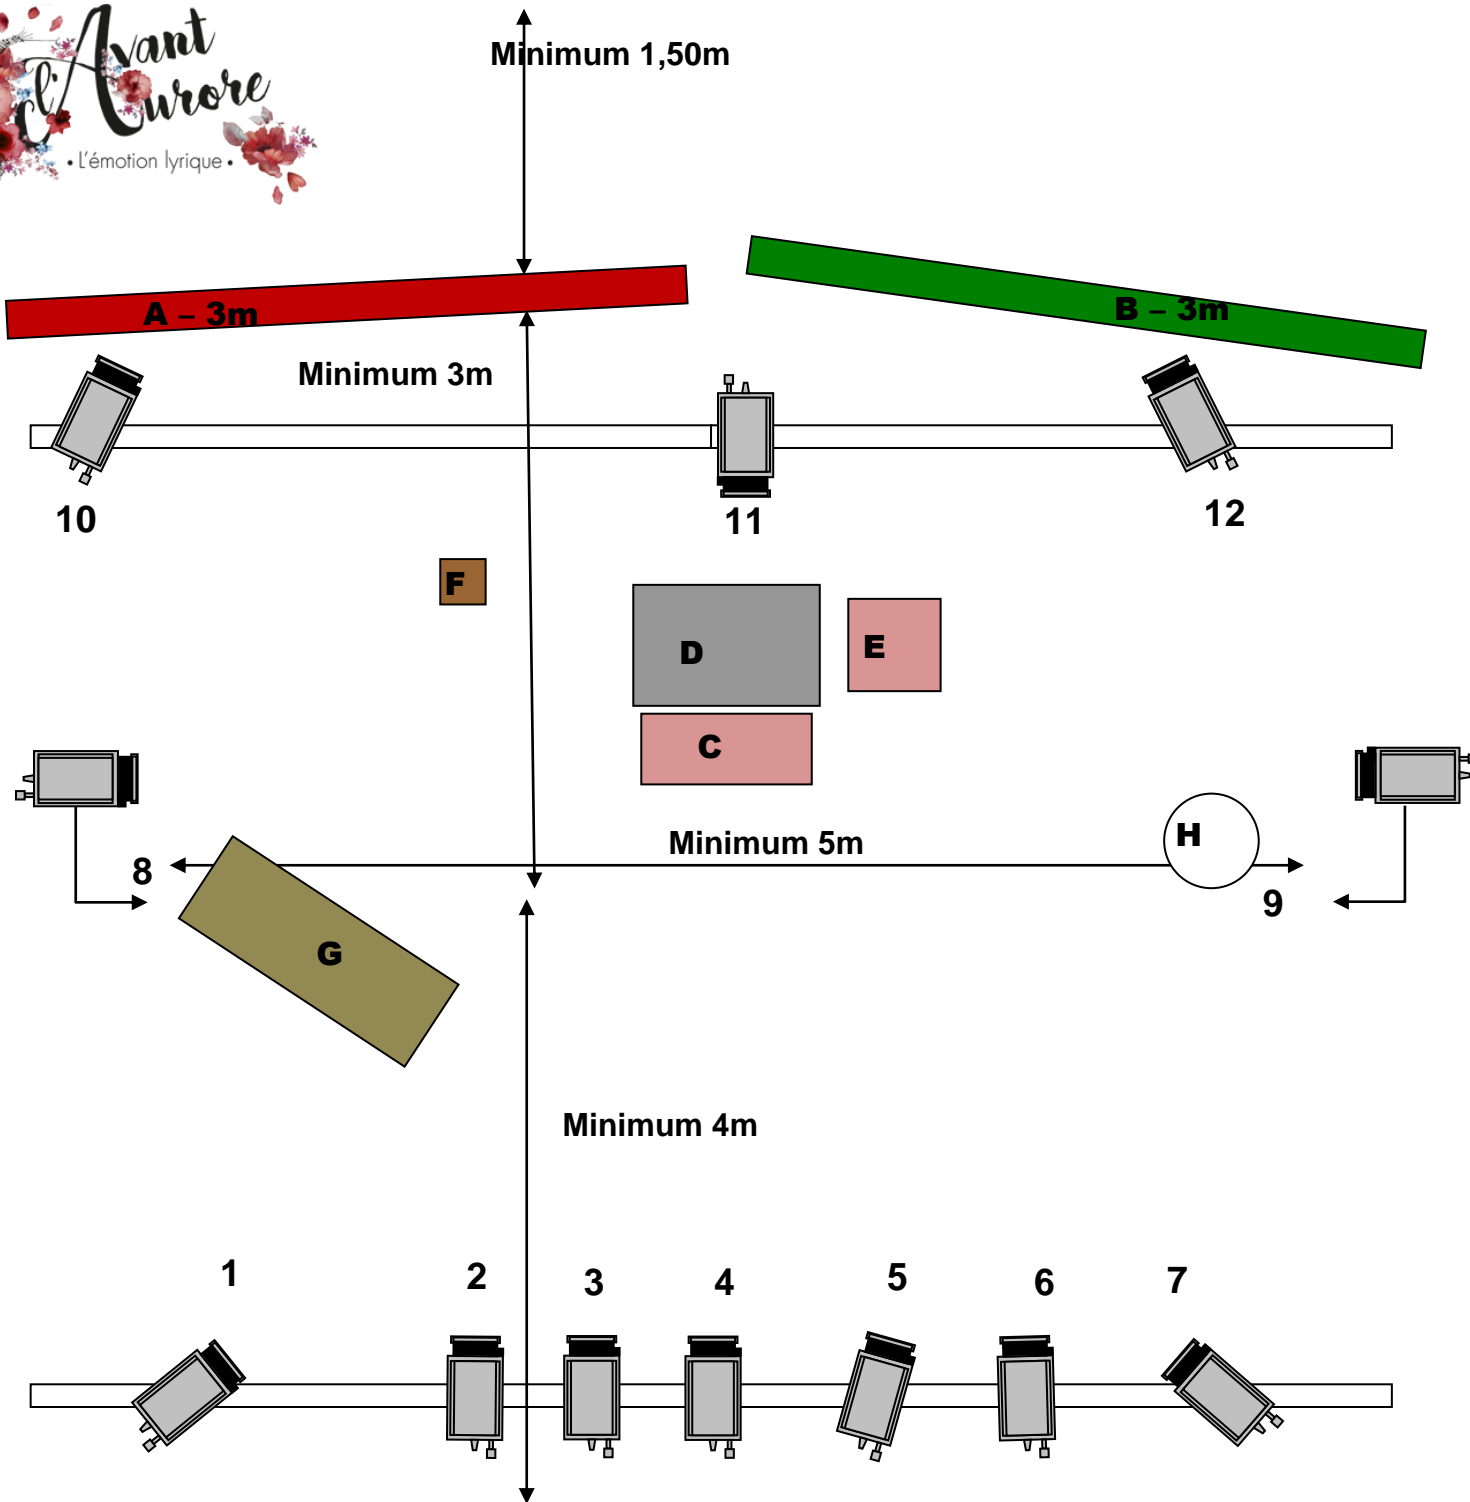 Avant
l'Aurore
• L'émotion lyrique •
Minimum 1,50m
A – 3m
B – 3m
Minimum 3m
10
11
12
F
D
E
C
Minimum 5m
H
8
9
G
Minimum 4m
1
2
3
4
5
6
7